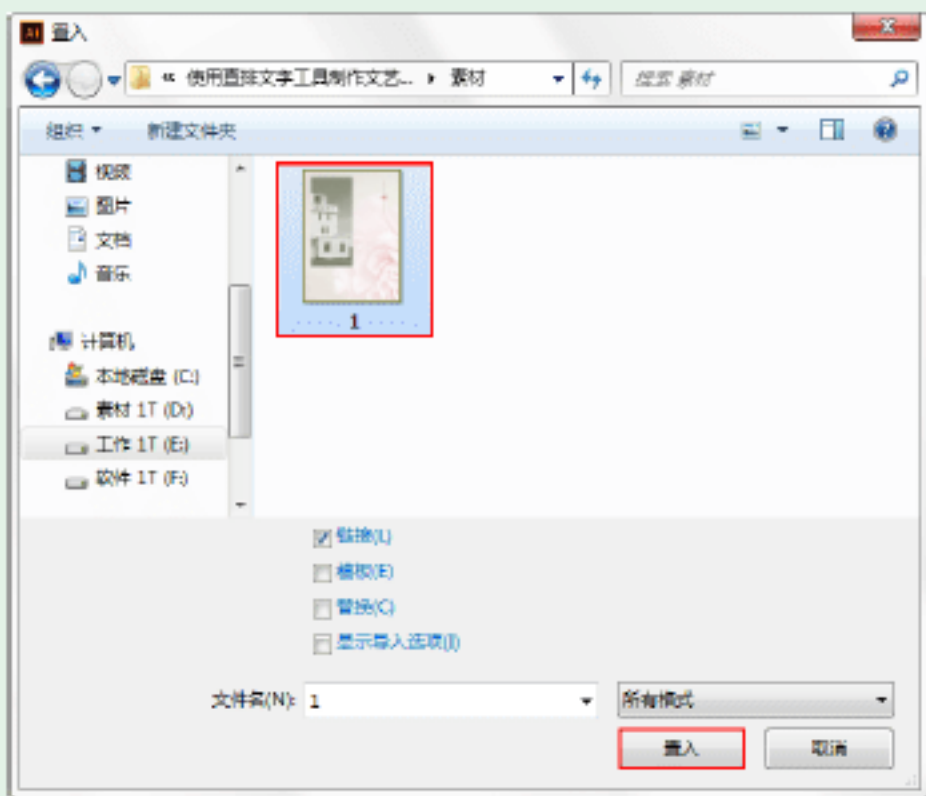 Ai 置入
« 使用直排文字工具制作文艺... ▸ 素材
搜索 素材
组织
新建文件夹
视频
图片
文档
音乐
计算机
本地磁盘 (C:)
素材 1T (D:)
工作 1T (E:)
软件 1T (F:)
1
链接(L)
模板(E)
替换(C)
显示导入选项(I)
文件名(N): 1
所有格式
置入
取消